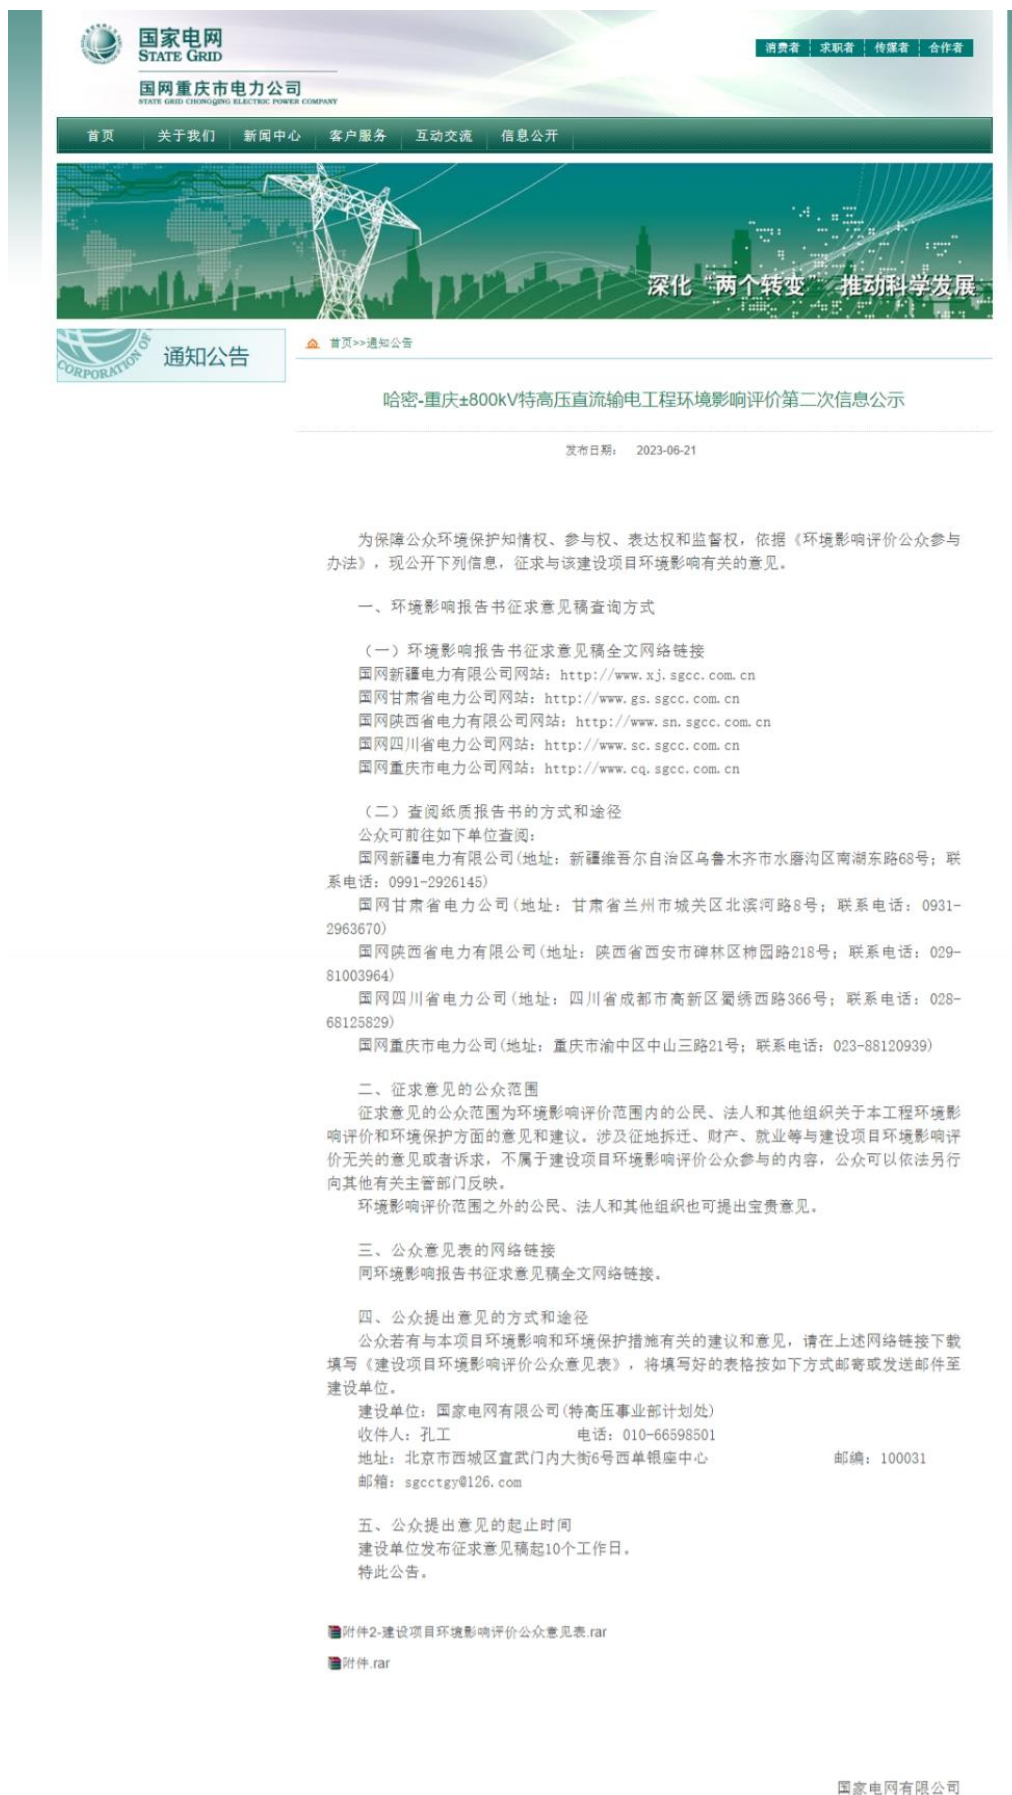 国家电网
STATE GRID
国网重庆市电力公司
STATE GRID CHONGQING ELECTRIC POWER COMPANY
消费者 求职者 传媒者 合作者
首页 关于我们 新闻中心 客户服务 互动交流 信息公开
深化“两个转变” 推动科学发展
CORPORATION OF
通知公告
首页>>通知公告
哈密-重庆±800kV特高压直流输电工程环境影响评价第二次信息公示
发布日期： 2023-06-21
为保障公众环境保护知情权、参与权、表达权和监督权，依据《环境影响评价公众参与
办法》，现公开下列信息，征求与该建设项目环境影响有关的意见。
一、环境影响报告书征求意见稿查询方式
（一）环境影响报告书征求意见稿全文网络链接
国网新疆电力有限公司网站：http://www.xj.sgcc.com.cn
国网甘肃省电力公司网站：http://www.gs.sgcc.com.cn
国网陕西省电力有限公司网站：http://www.sn.sgcc.com.cn
国网四川省电力公司网站：http://www.sc.sgcc.com.cn
国网重庆市电力公司网站：http://www.cq.sgcc.com.cn
（二）查阅纸质报告书的方式和途径
公众可前往如下单位查阅：
国网新疆电力有限公司(地址：新疆维吾尔自治区乌鲁木齐市水磨沟区南湖东路68号；联
系电话：0991-2926145)
国网甘肃省电力公司(地址：甘肃省兰州市城关区北滨河路8号；联系电话：0931-
2963670)
国网陕西省电力有限公司(地址：陕西省西安市碑林区柿园路218号；联系电话：029-
81003964)
国网四川省电力公司(地址：四川省成都市高新区蜀绣西路366号；联系电话：028-
68125829)
国网重庆市电力公司(地址：重庆市渝中区中山三路21号；联系电话：023-88120939)
二、征求意见的公众范围
征求意见的公众范围为环境影响评价范围内的公民、法人和其他组织关于本工程环境影
响评价和环境保护方面的意见和建议。涉及征地拆迁、财产、就业等与建设项目环境影响评
价无关的意见或者诉求，不属于建设项目环境影响评价公众参与的内容，公众可以依法另行
向其他有关主管部门反映。
环境影响评价范围之外的公民、法人和其他组织也可提出宝贵意见。
三、公众意见表的网络链接
同环境影响报告书征求意见稿全文网络链接。
四、公众提出意见的方式和途径
公众若有与本项目环境影响和环境保护措施有关的建议和意见，请在上述网络链接下载
填写《建设项目环境影响评价公众意见表》，将填写好的表格按如下方式邮寄或发送邮件至
建设单位。
建设单位：国家电网有限公司(特高压事业部计划处)
收件人：孔工 电话：010-66598501
地址：北京市西城区宣武门内大街6号西单银座中心 邮编：100031
邮箱：sgcctgy@126.com
五、公众提出意见的起止时间
建设单位发布征求意见稿起10个工作日。
特此公告。
附件2-建设项目环境影响评价公众意见表.rar
附件.rar
国家电网有限公司